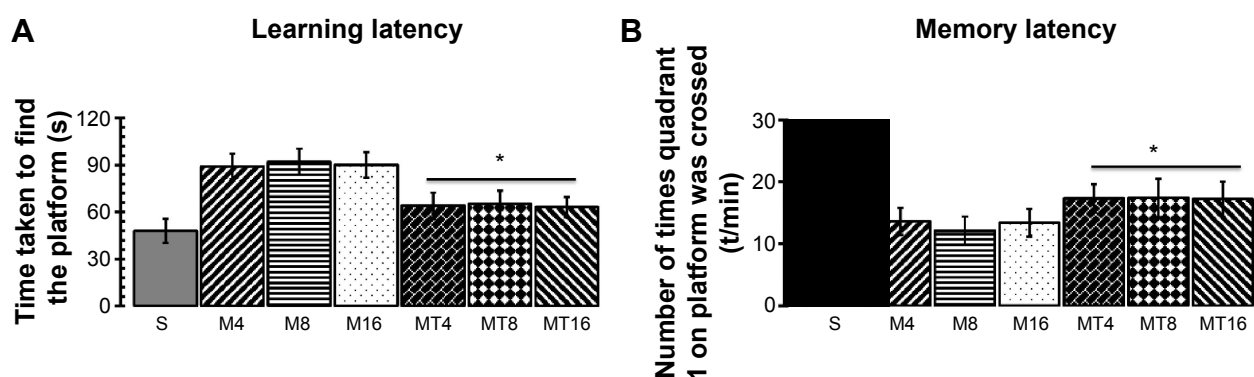 A
Learning latency
Time taken to find
the platform (s)
120
90
60
30
0
*
S M4 M8 M16 MT4 MT8 MT16
B
Memory latency
Number of times quadrant
1 on platform was crossed
(t/min)
30
20
10
0
*
S M4 M8 M16 MT4 MT8 MT16